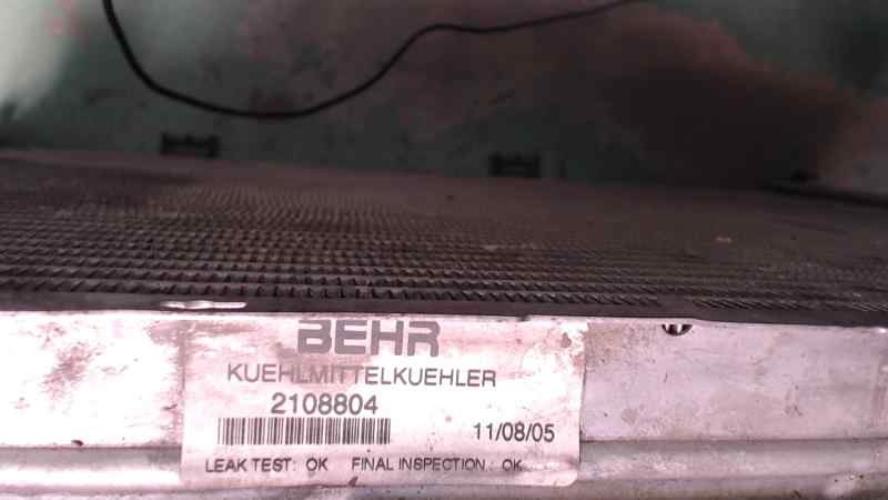 BEHR
KUEHLMITTELKUEHLER
2108804
11/08/05
LEAK TEST: OK FINAL INSPECTION: OK